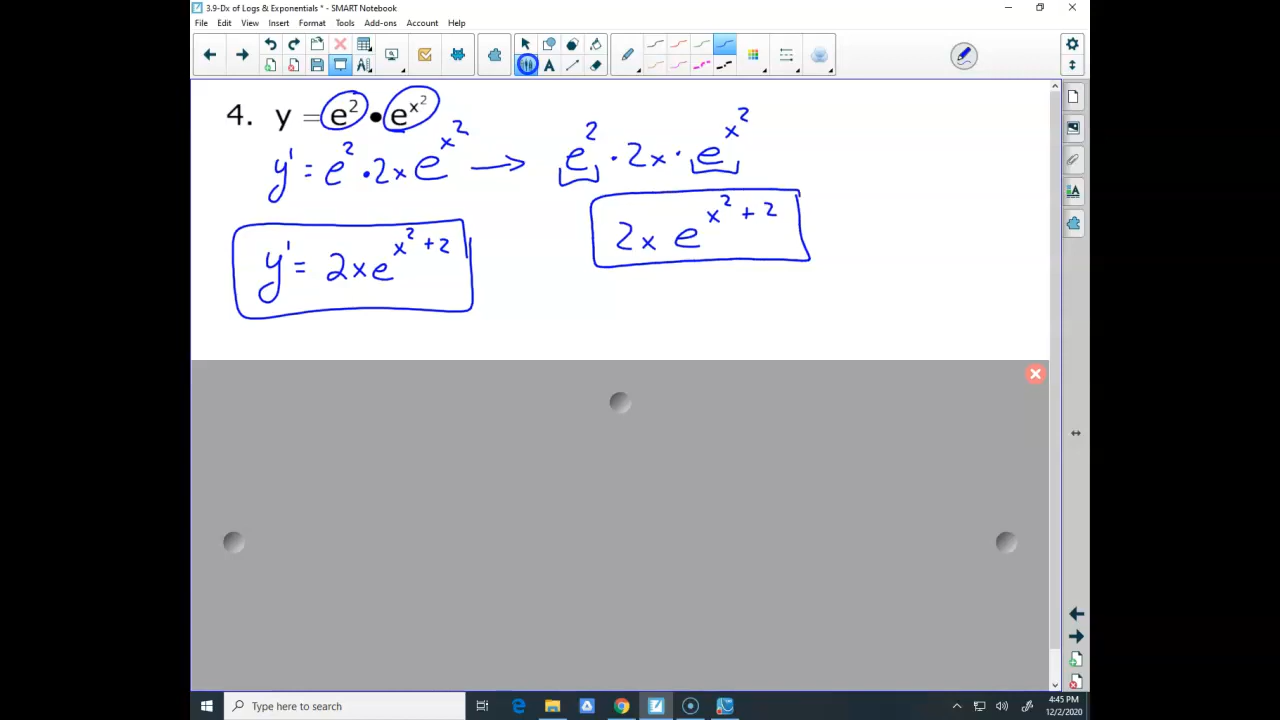 3.9-Dx of Logs & Exponentials * - SMART Notebook
File Edit View Insert Format Tools Add-ons Account Help
4. y = e² • e^x²
y' = e² · 2x e^x² → e² · 2x · e^x²
2x e^x²+2
y' = 2x e^x²+2
Type here to search
4:45 PM
12/2/2020